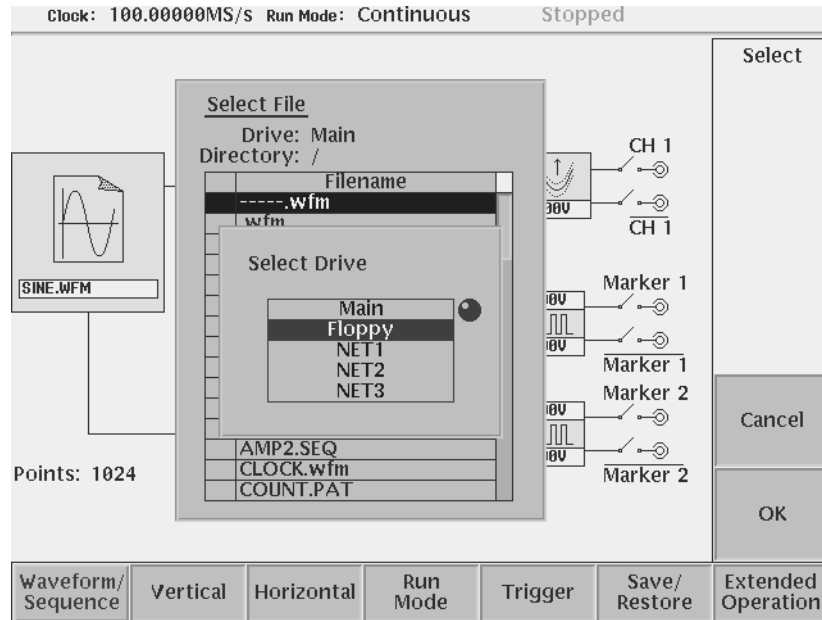 Clock: 100.00000MS/s Run Mode: Continuous Stopped
Select
Select File
Drive: Main
Directory: /
Filename
-----.wfm
wfm
Select Drive
Main
Floppy
NET1
NET2
NET3
AMP2.SEQ
CLOCK.wfm
COUNT.PAT
SINE.WFM
Points: 1024
CH 1
CH 1
Marker 1
Marker 1
Marker 2
Marker 2
Cancel
OK
Waveform/
Sequence
Vertical
Horizontal
Run
Mode
Trigger
Save/
Restore
Extended
Operation